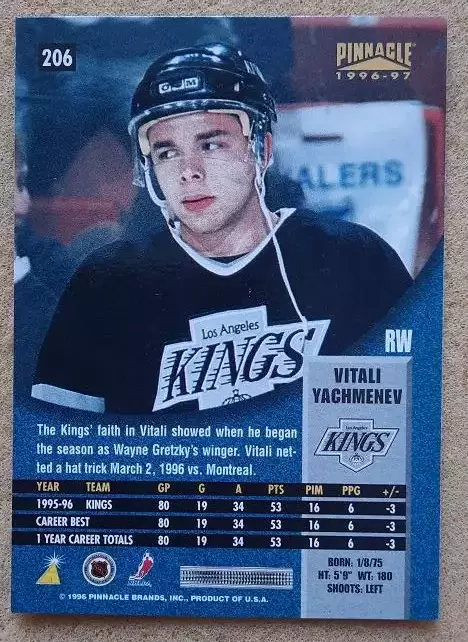 206
PINNACLE
1996-97
ALERS
Los Angeles
KINGS
RW
VITALI
YACHMENEV
Los Angeles
KINGS
The Kings' faith in Vitali showed when he began
the season as Wayne Gretzky's winger. Vitali net-
ted a hat trick March 2, 1996 vs. Montreal.
YEAR TEAM GP G A PTS PIM PPG +/-
1995-96 KINGS 80 19 34 53 16 6 -3
CAREER BEST 80 19 34 53 16 6 -3
1 YEAR CAREER TOTALS 80 19 34 53 16 6 -3
BORN: 1/8/75
HT: 5'9" WT: 180
SHOOTS: LEFT
NHLPA
© 1996 PINNACLE BRANDS, INC., PRODUCT OF U.S.A.